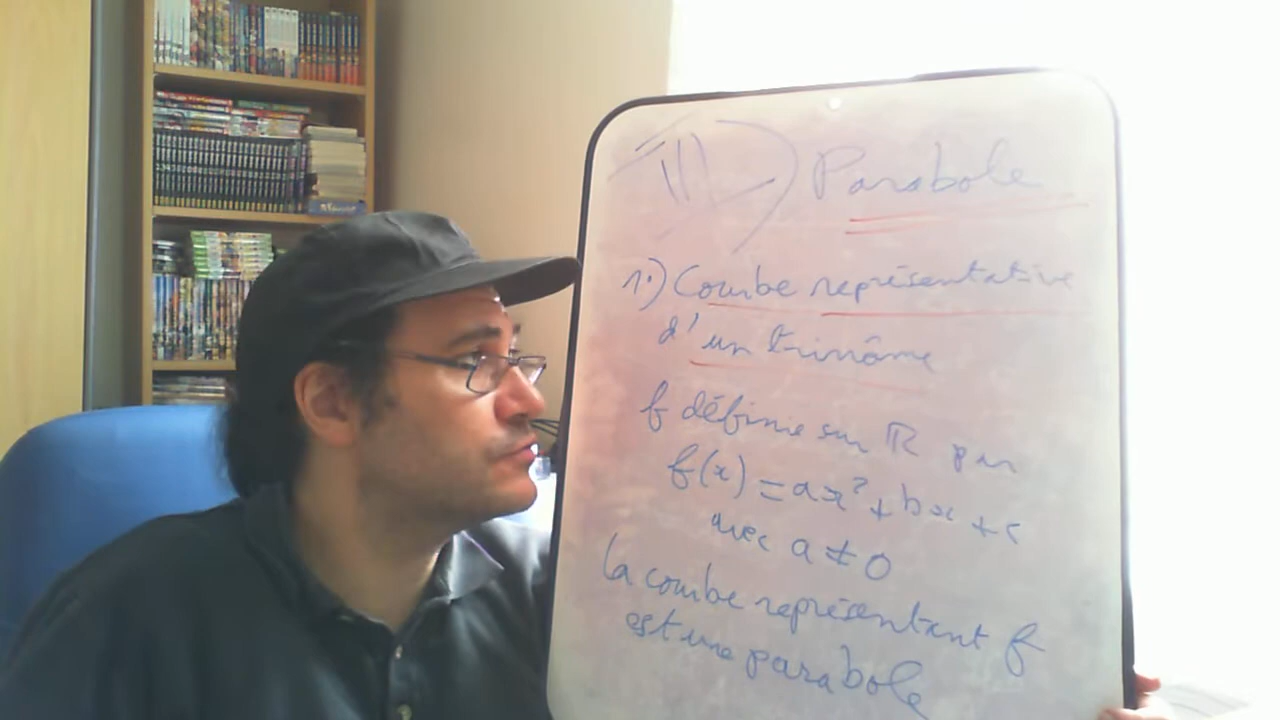 III) Parabole
1.) Courbe représentative
d'un trinôme
f définie sur ℝ par
f(x) = ax² + bx + c
avec a ≠ 0
la courbe représentant f
est une parabole